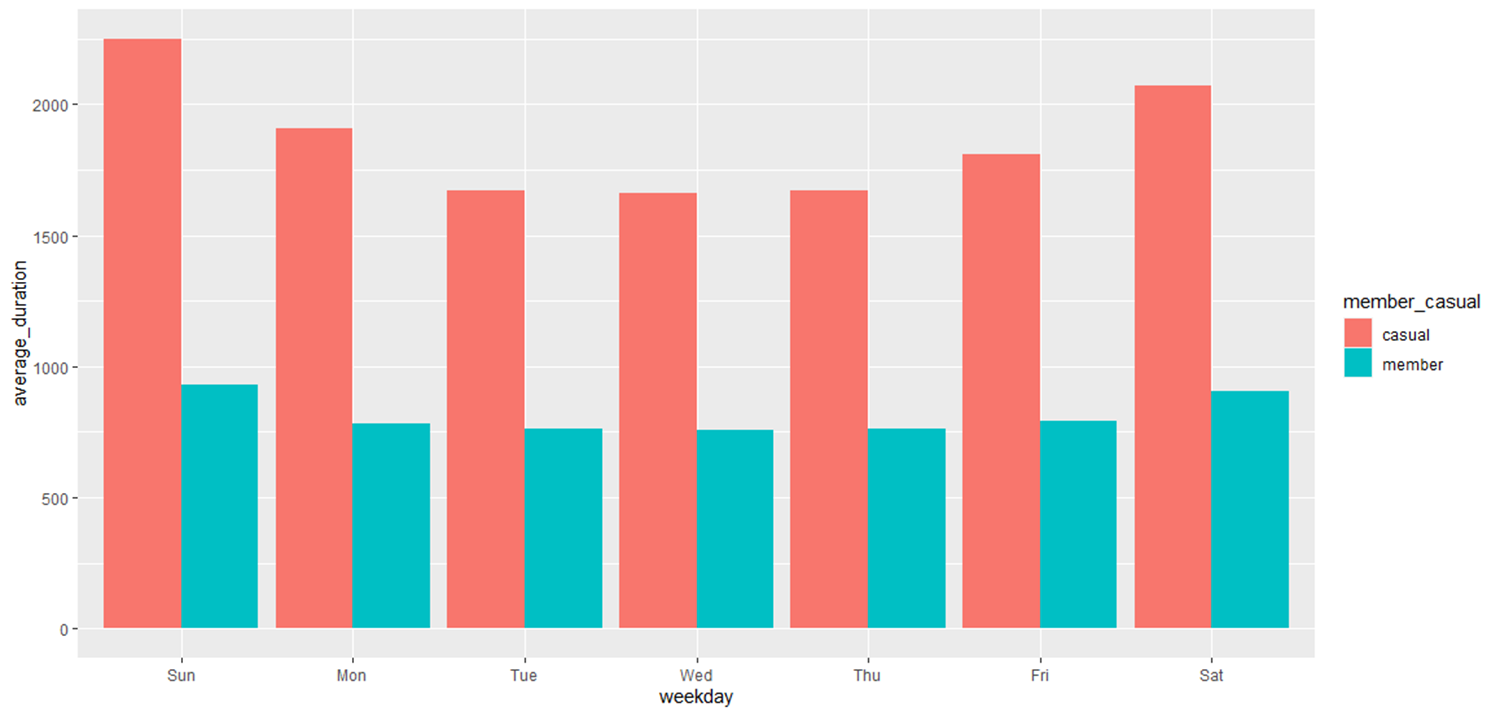 2000
1500
1000
500
0
average_duration
Sun Mon Tue Wed Thu Fri Sat
weekday
member_casual
casual
member